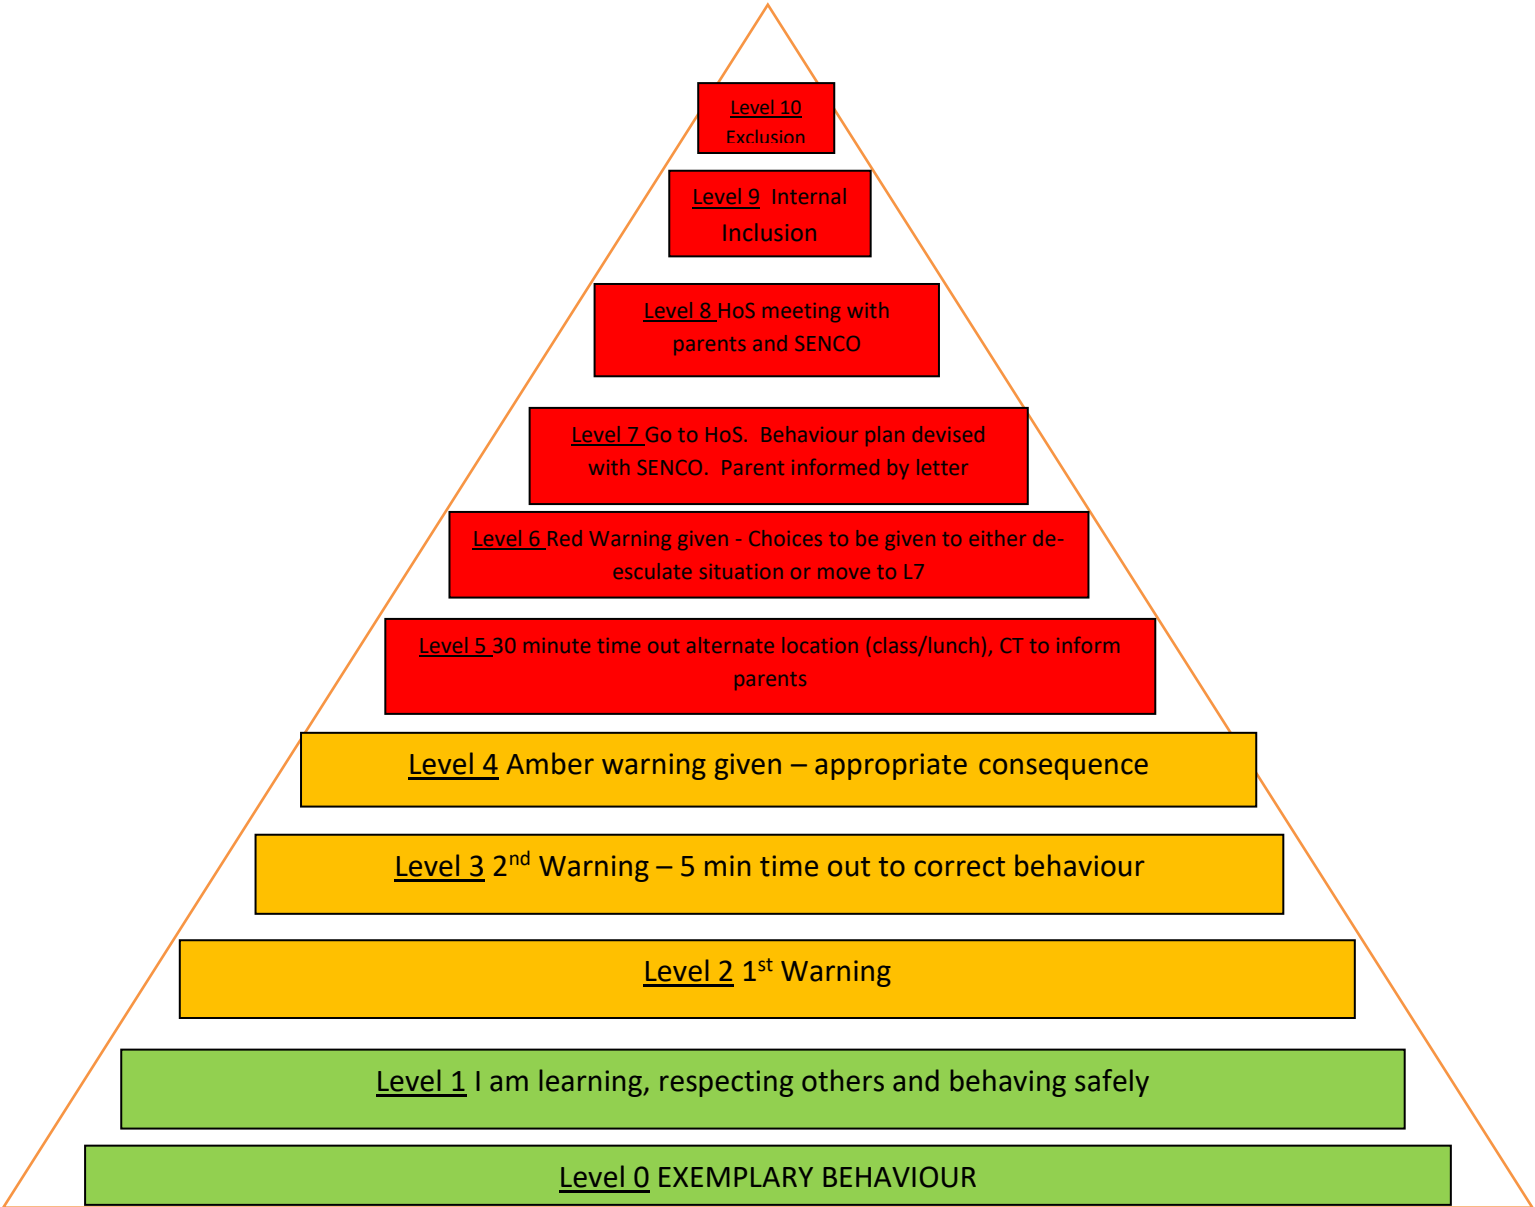 Level 10
Exclusion
Level 9 Internal
Inclusion
Level 8 HoS meeting with
parents and SENCO
Level 7 Go to HoS. Behaviour plan devised
with SENCO. Parent informed by letter
Level 6 Red Warning given - Choices to be given to either de-
esculate situation or move to L7
Level 5 30 minute time out alternate location (class/lunch), CT to inform
parents
Level 4 Amber warning given – appropriate consequence
Level 3 2nd Warning – 5 min time out to correct behaviour
Level 2 1st Warning
Level 1 I am learning, respecting others and behaving safely
Level 0 EXEMPLARY BEHAVIOUR